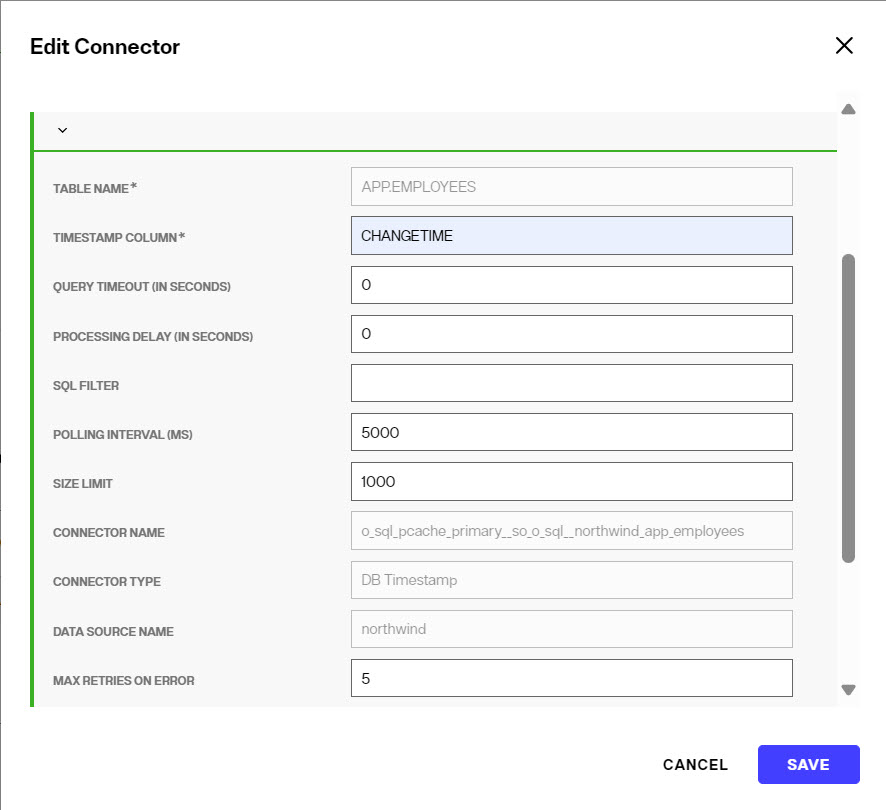 Edit Connector
TABLE NAME* APP.EMPLOYEES
TIMESTAMP COLUMN* CHANGETIME
QUERY TIMEOUT (IN SECONDS) 0
PROCESSING DELAY (IN SECONDS) 0
SQL FILTER
POLLING INTERVAL (MS) 5000
SIZE LIMIT 1000
CONNECTOR NAME o_sql_pcache_primary__so_o_sql__northwind_app_employees
CONNECTOR TYPE DB Timestamp
DATA SOURCE NAME northwind
MAX RETRIES ON ERROR 5
CANCEL SAVE